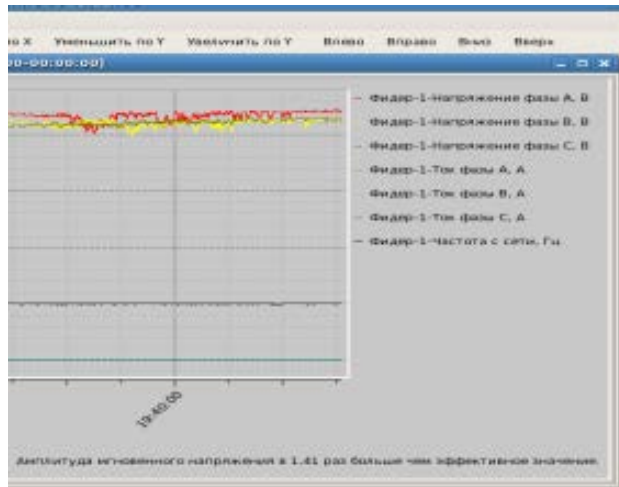 по X Уменьшить по Y Увеличить по Y Влево Вправо Вниз Вверх
00-00:00:00)
Фидер-1-Напряжение фазы A, В
Фидер-1-Напряжение фазы B, В
Фидер-1-Напряжение фазы C, В
Фидер-1-Ток фазы A, А
Фидер-1-Ток фазы B, А
Фидер-1-Ток фазы C, А
Фидер-1-Частота с сети, Гц
19:40:00
Амплитуда мгновенного напряжения в 1.41 раз больше чем эффективное значение.